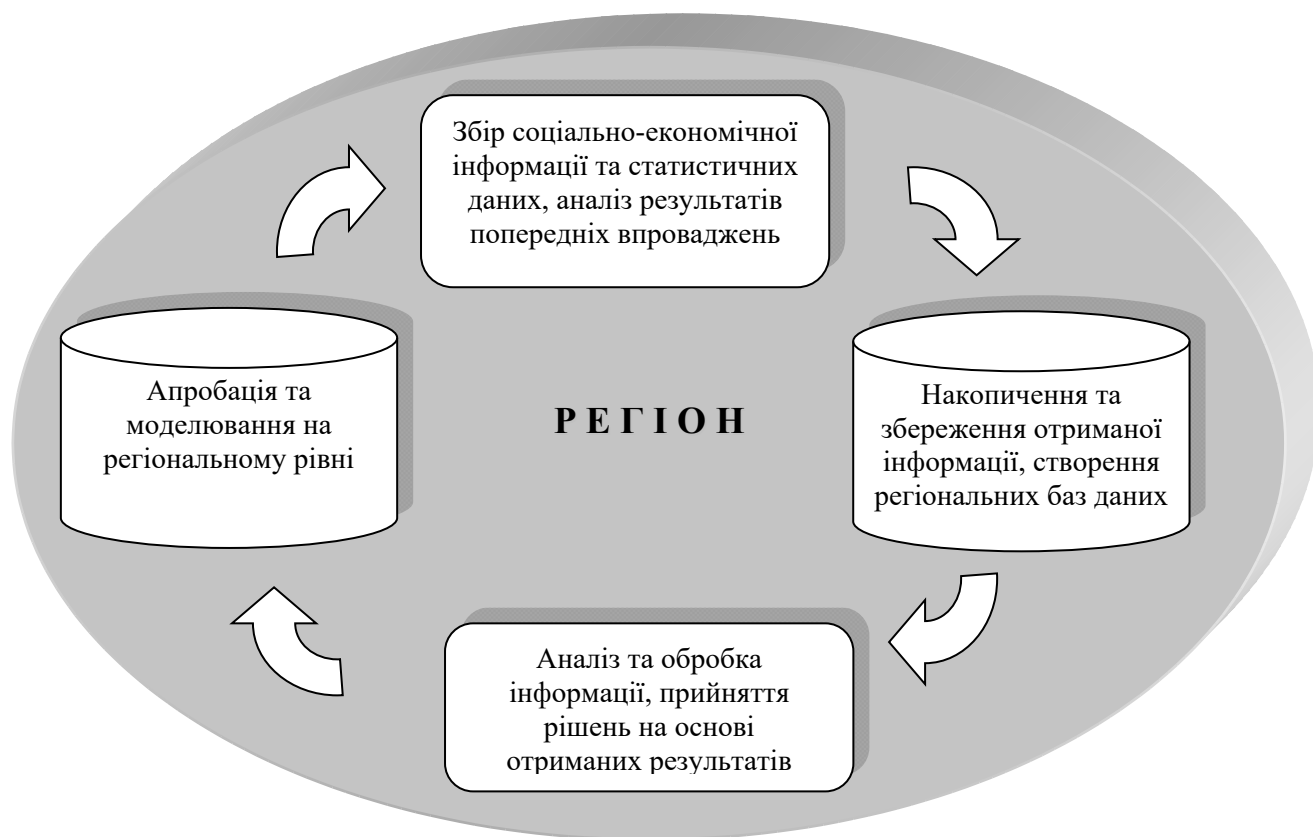 Збір соціально-економічної
інформації та статистичних
даних, аналіз результатів
попередніх впроваджень
Апробація та
моделювання на
регіональному рівні
Р Е Г І О Н
Накопичення та
збереження отриманої
інформації, створення
регіональних баз даних
Аналіз та обробка
інформації, прийняття
рішень на основі
отриманих результатів